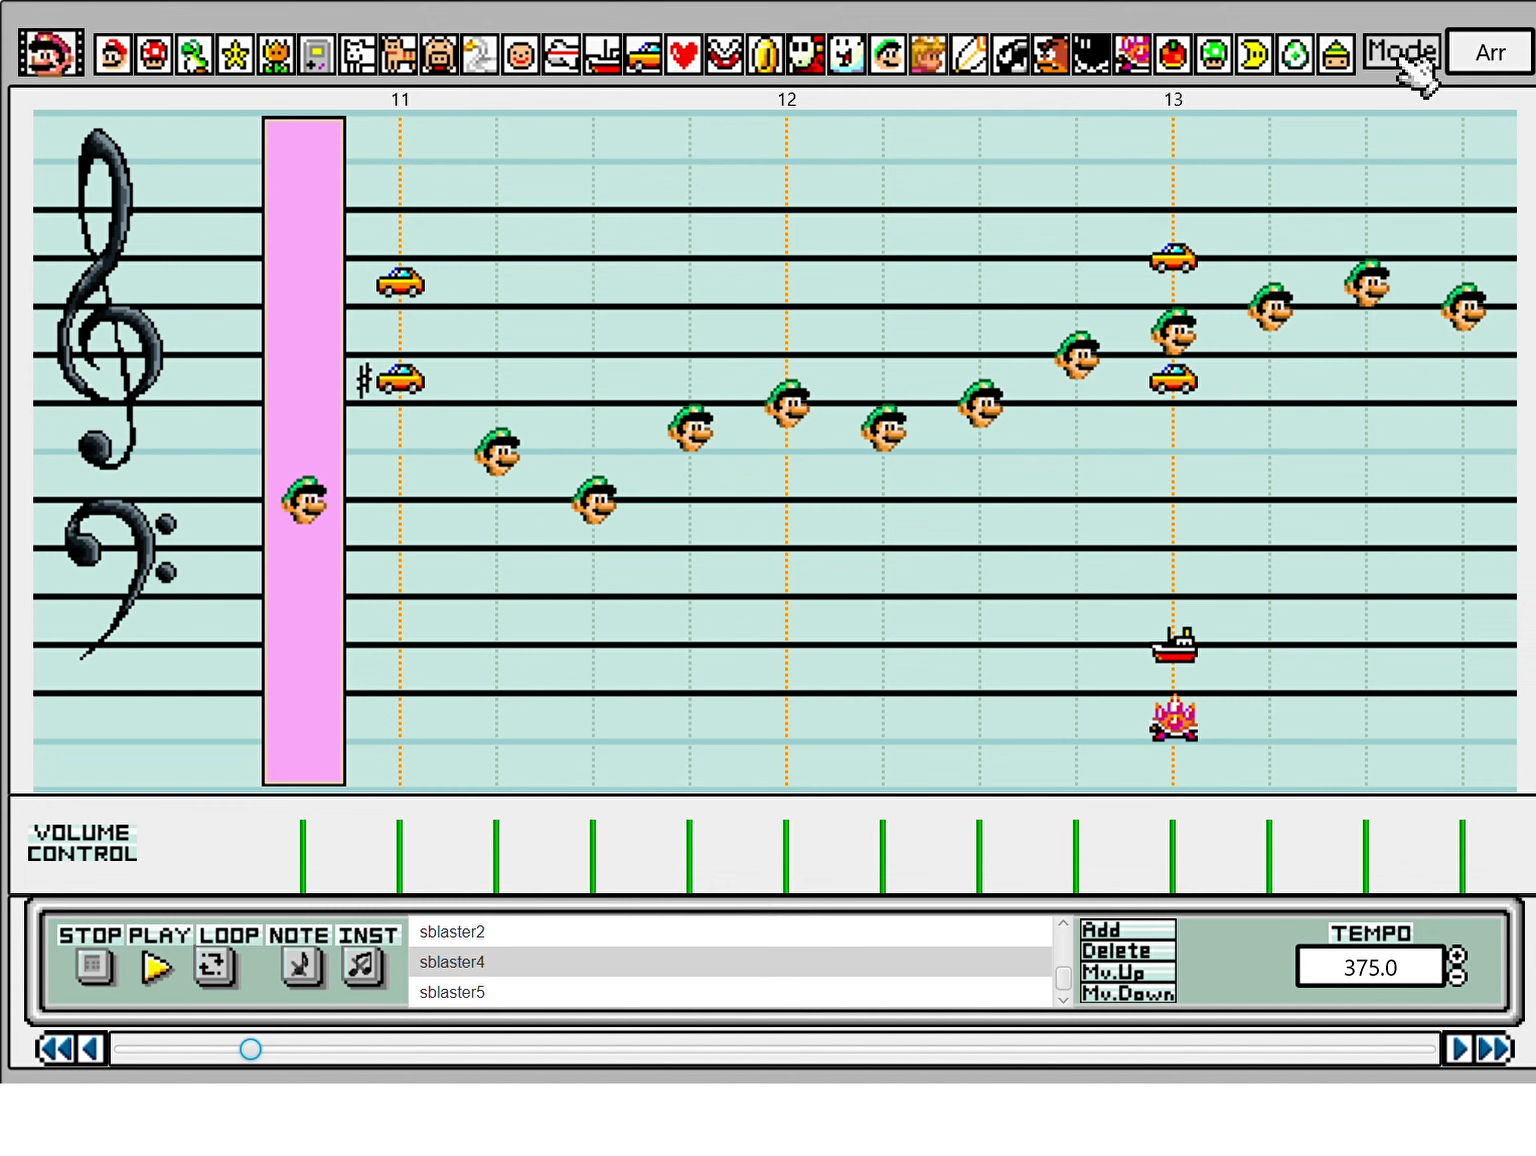 Mode
Arr
11
12
13
VOLUME
CONTROL
STOP PLAY LOOP NOTE INST
sblaster2
sblaster4
sblaster5
Add
Delete
Mv.Up
Mv.Down
TEMPO
375.0